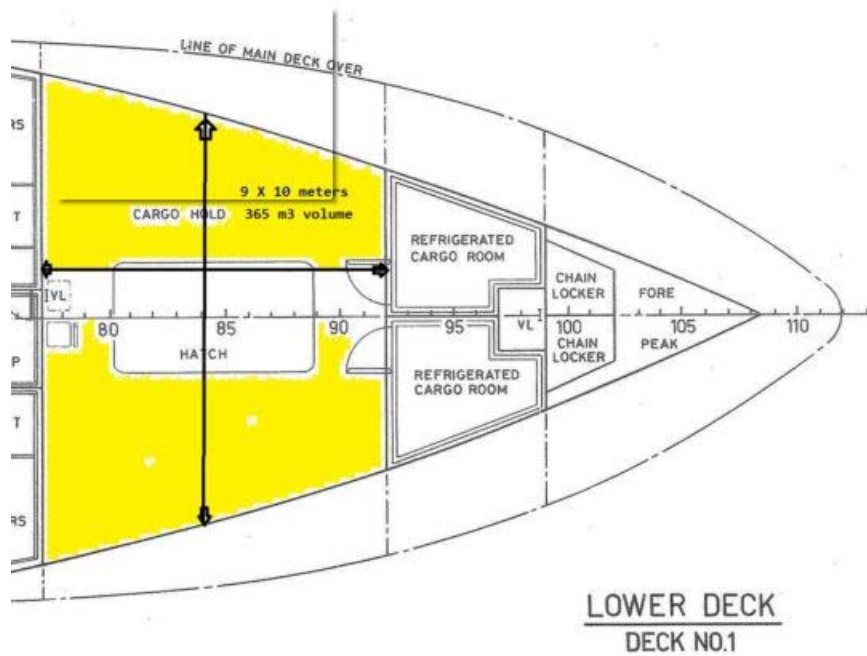 LINE OF MAIN DECK OVER
RS
9 X 10 meters
T
CARGO HOLD 365 m3 volume
REFRIGERATED
CARGO ROOM
CHAIN
LOCKER
FORE
VL
80 85 90 95 VL 100 105 110
HATCH
CHAIN
LOCKER
PEAK
P
REFRIGERATED
CARGO ROOM
T
RS
LOWER DECK
DECK NO.1